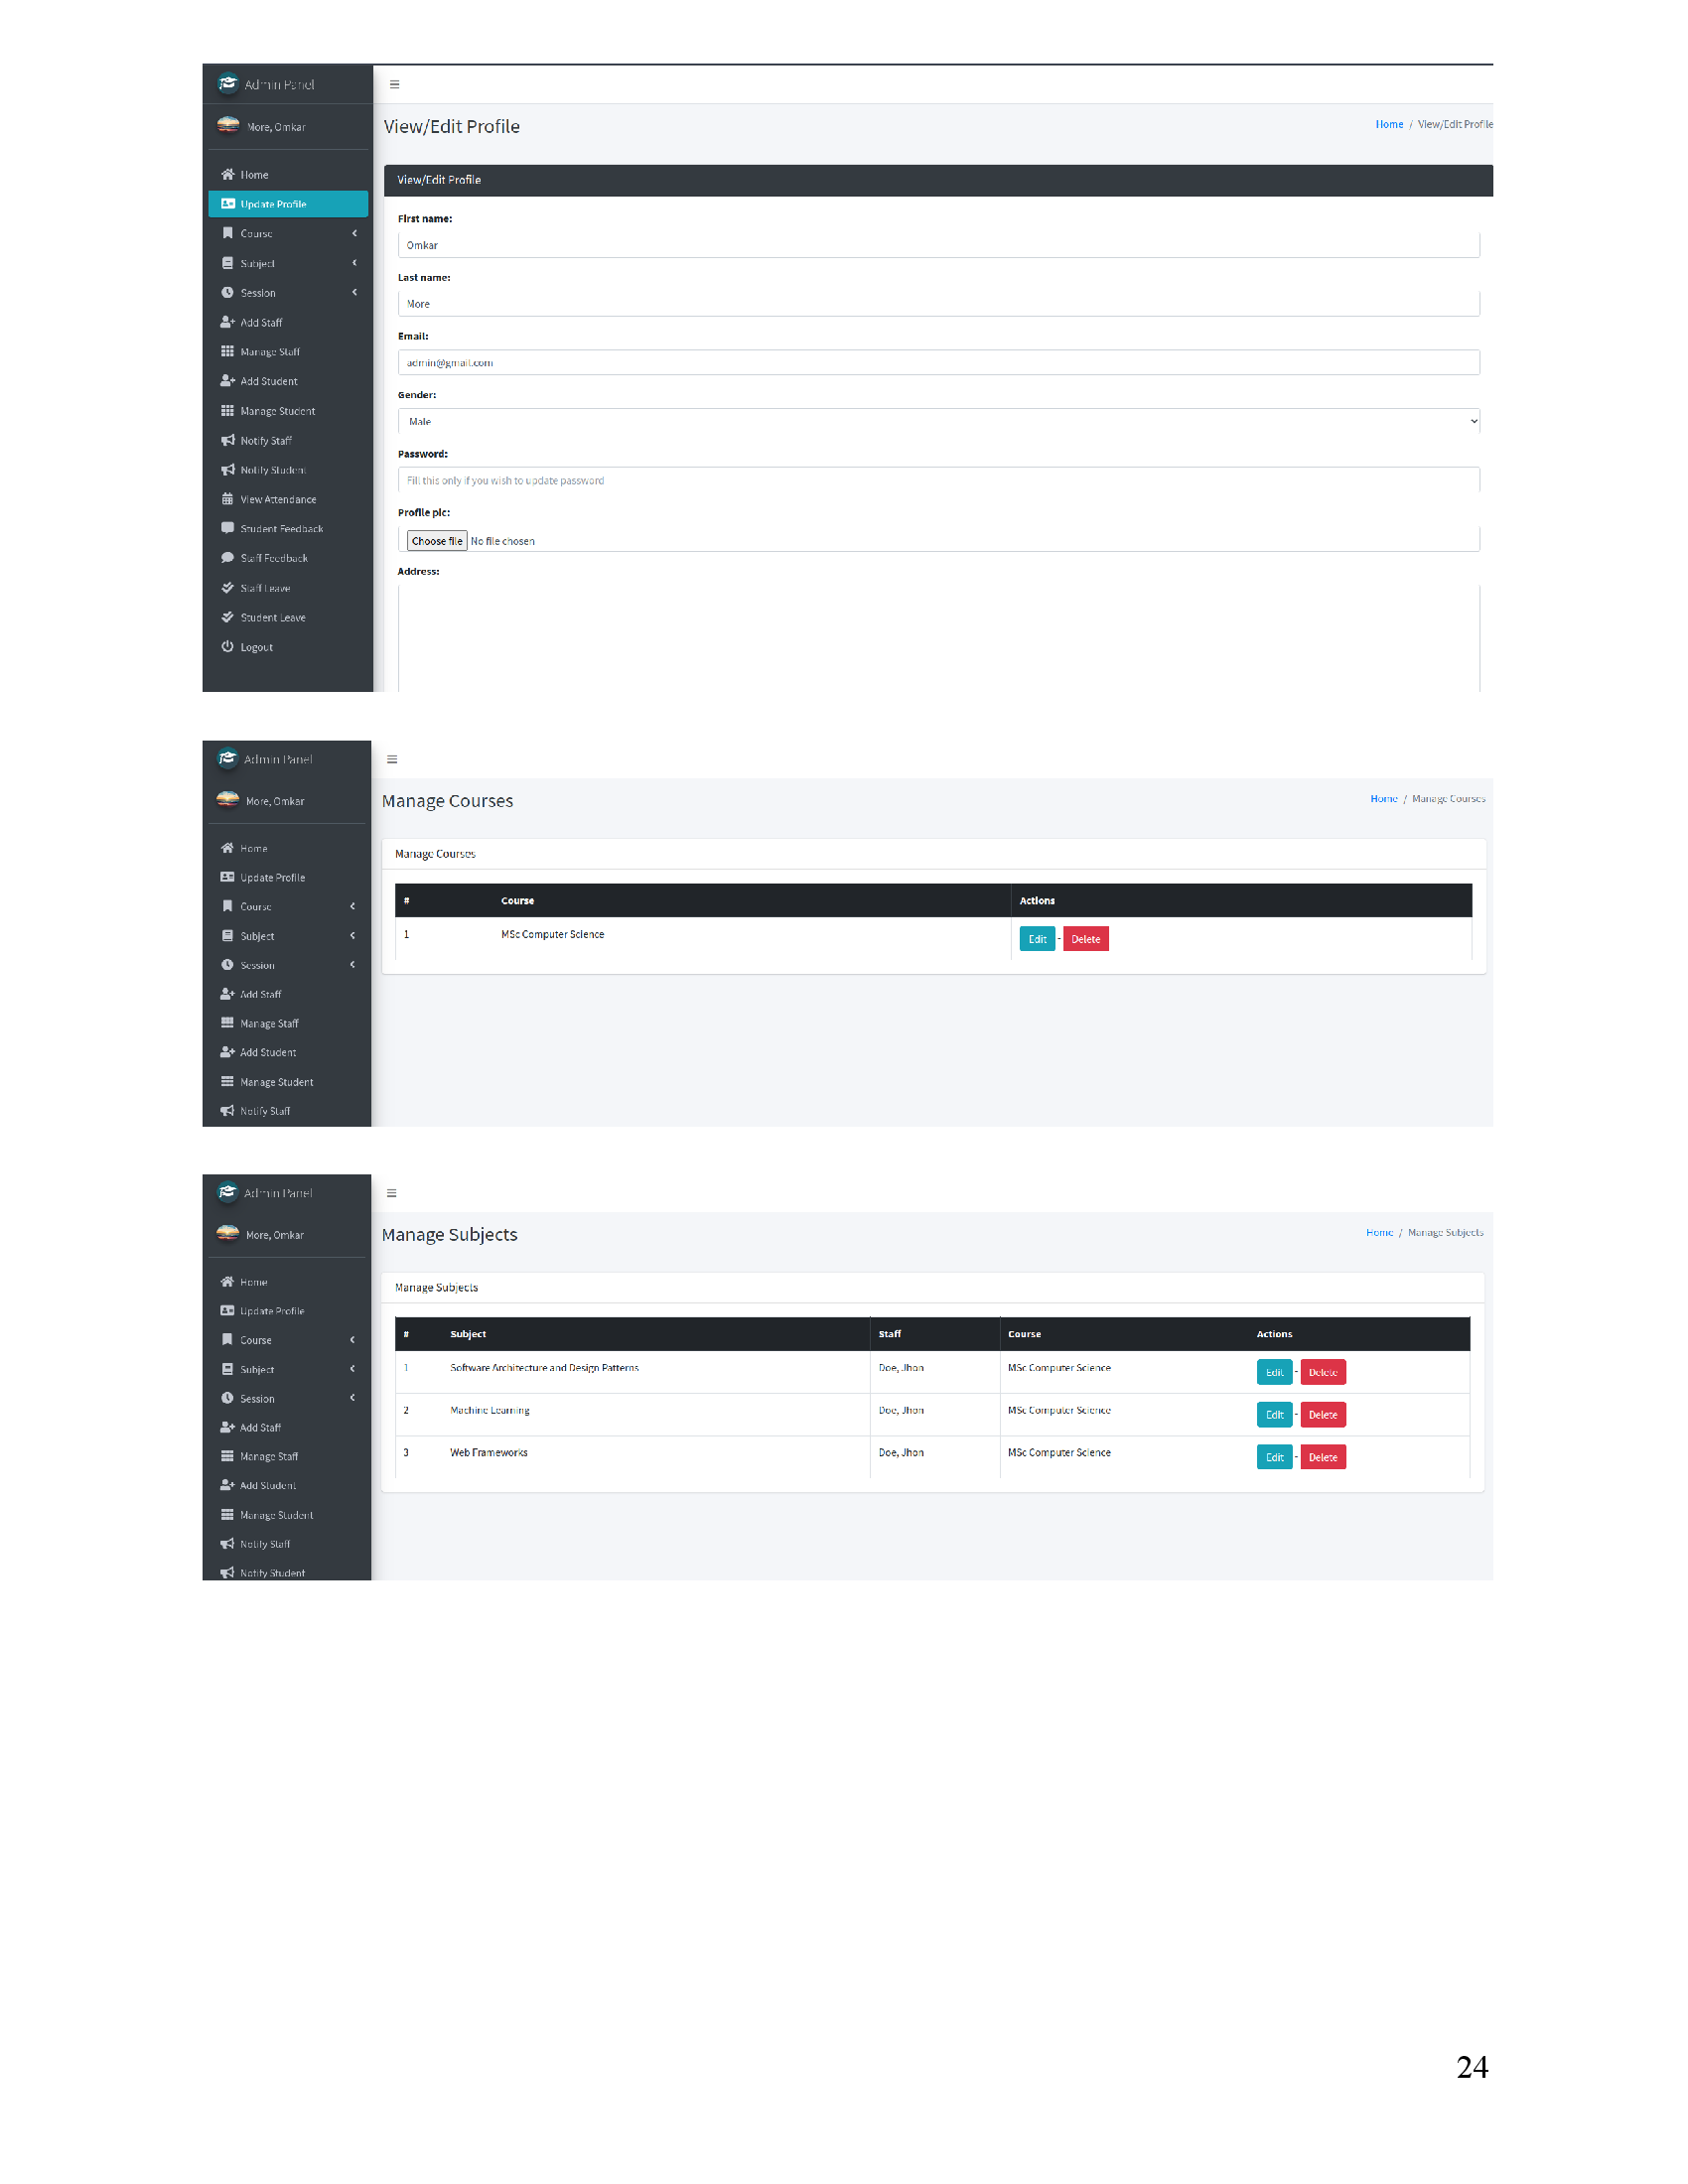 Admin Panel
More, Omkar
View/Edit Profile
Home / View/Edit Profile
Home
Update Profile
Course
Subject
Session
Add Staff
Manage Staff
Add Student
Manage Student
Notify Staff
Notify Student
View Attendance
Student Feedback
Staff Feedback
Staff Leave
Student Leave
Logout
View/Edit Profile
First name:
Omkar
Last name:
More
Email:
admin@gmail.com
Gender:
Male
Password:
Fill this only if you wish to update password
Profile pic:
Choose file No file chosen
Address:
Admin Panel
More, Omkar
Manage Courses
Home / Manage Courses
Home
Update Profile
Course
Subject
Session
Add Staff
Manage Staff
Add Student
Manage Student
Notify Staff
Manage Courses
# Course Actions
1 MSc Computer Science Edit - Delete
Admin Panel
More, Omkar
Manage Subjects
Home / Manage Subjects
Home
Update Profile
Course
Subject
Session
Add Staff
Manage Staff
Add Student
Manage Student
Notify Staff
Notify Student
Manage Subjects
# Subject Staff Course Actions
1 Software Architecture and Design Patterns Doe, Jhon MSc Computer Science Edit - Delete
2 Machine Learning Doe, Jhon MSc Computer Science Edit - Delete
3 Web Frameworks Doe, Jhon MSc Computer Science Edit - Delete
24